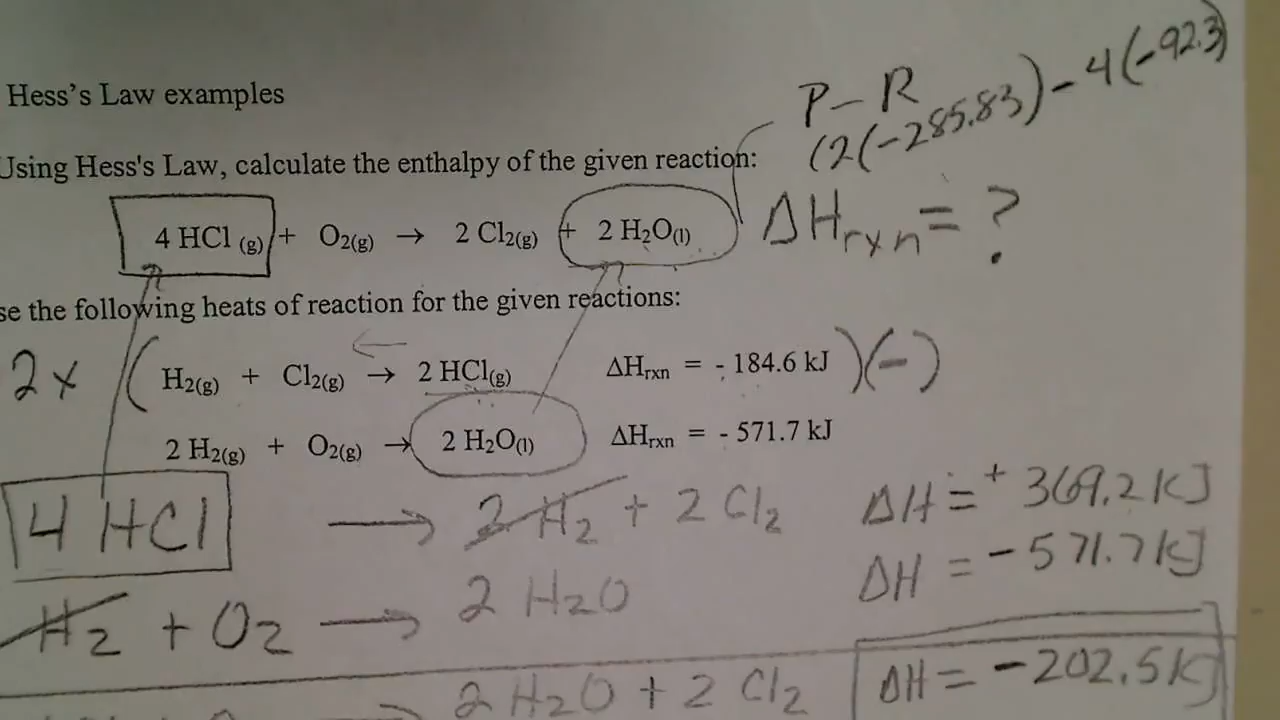 Hess's Law examples
P - R
(2(-285.83) - 4(-92.3)
Using Hess's Law, calculate the enthalpy of the given reaction:
4 HCl (g) + O2(g) → 2 Cl2(g) + 2 H2O(l) ΔHrxn = ?
se the following heats of reaction for the given reactions:
2 x ( H2(g) + Cl2(g) → 2 HCl(g) ΔHrxn = - 184.6 kJ )(-)
2 H2(g) + O2(g) → 2 H2O(l) ΔHrxn = - 571.7 kJ
4 HCl → 2 H2 + 2 Cl2 ΔH = + 369.2 kJ
H2 + O2 → 2 H2O ΔH = - 571.7 kJ
2 H2O + 2 Cl2 ΔH = - 202.5 kJ